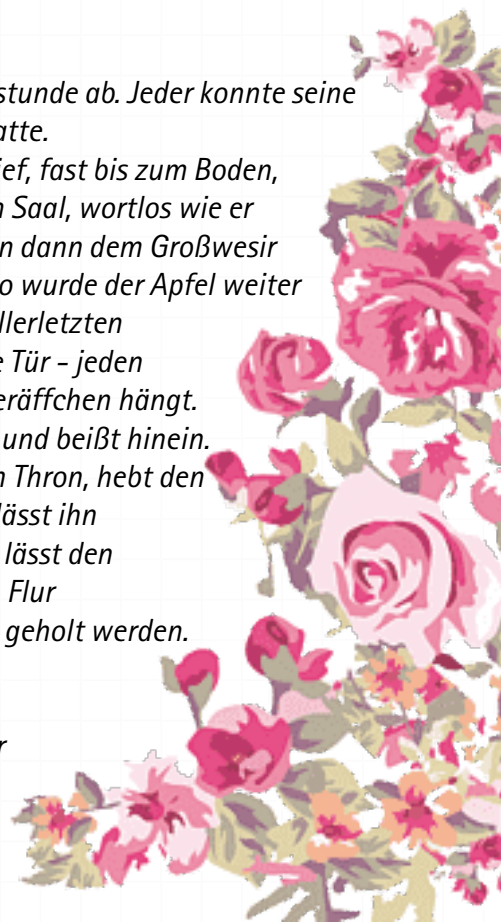 stunde ab. Jeder konnte seine
atte.
ief, fast bis zum Boden,
Saal, wortlos wie er
n dann dem Großwesir
o wurde der Apfel weiter
llerletzten
e Tür – jeden
eräffchen hängt.
und beißt hinein.
n Thron, hebt den
lässt ihn
lässt den
Flur
geholt werden.
r